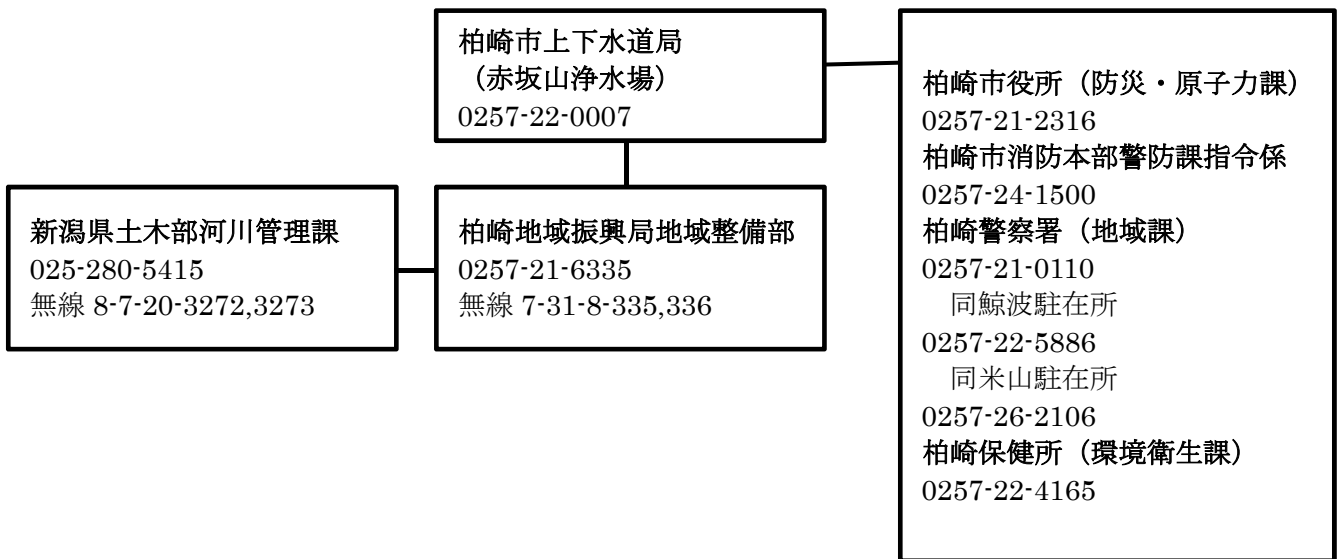 柏崎市上下水道局
（赤坂山浄水場）
0257-22-0007
新潟県土木部河川管理課
025-280-5415
無線 8-7-20-3272,3273
柏崎地域振興局地域整備部
0257-21-6335
無線 7-31-8-335,336
柏崎市役所（防災・原子力課）
0257-21-2316
柏崎市消防本部警防課指令係
0257-24-1500
柏崎警察署（地域課）
0257-21-0110
同鯨波駐在所
0257-22-5886
同米山駐在所
0257-26-2106
柏崎保健所（環境衛生課）
0257-22-4165